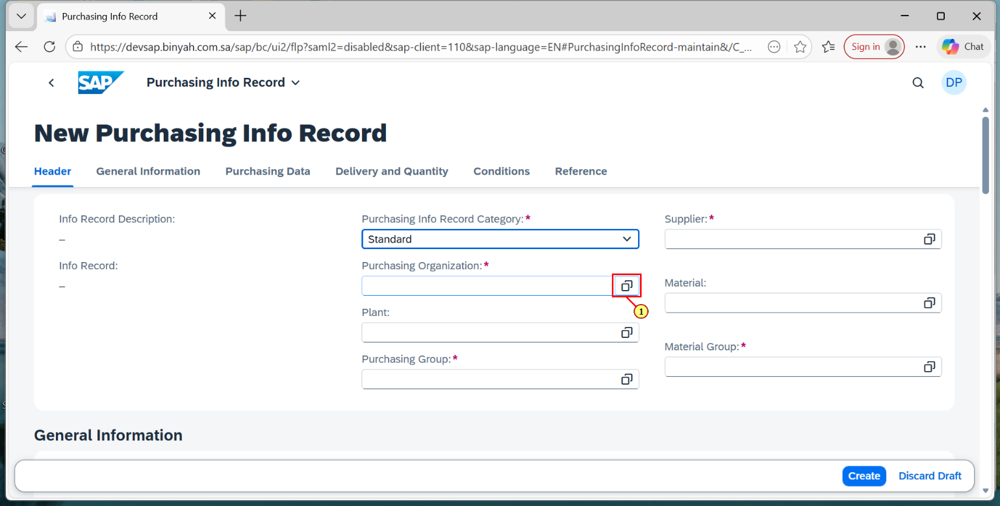 Purchasing Info Record
https://devsap.binyah.com.sa/sap/bc/ui2/flp?saml2=disabled&sap-client=110&sap-language=EN#PurchasingInfoRecord-maintain&/C_...
Sign in
Chat
SAP
Purchasing Info Record
DP
New Purchasing Info Record
Header
General Information
Purchasing Data
Delivery and Quantity
Conditions
Reference
Info Record Description:
–
Info Record:
–
Purchasing Info Record Category:*
Standard
Purchasing Organization:*
1
Plant:
Purchasing Group:*
Supplier:*
Material:
Material Group:*
General Information
Create
Discard Draft